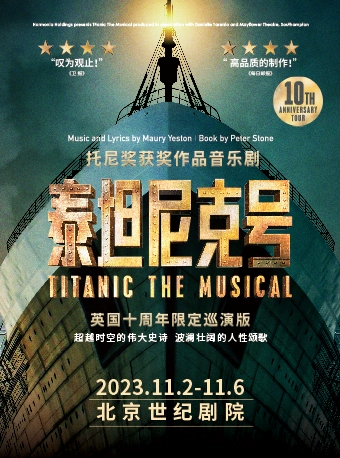 Harmonia Holdings presents Titanic The Musical produced in association with Danielle Tarento and Mayflower Theatre, Southampton
“叹为观止!”
《卫报》
“高品质的制作!”
《每日邮报》
10TH
ANNIVERSARY
TOUR
Music and Lyrics by Maury Yeston | Book by Peter Stone
托尼奖获奖作品音乐剧
泰坦尼克号
TITANIC THE MUSICAL
英国十周年限定巡演版
超越时空的伟大史诗 波澜壮阔的人性颂歌
2023.11.2-11.6
北京世纪剧院